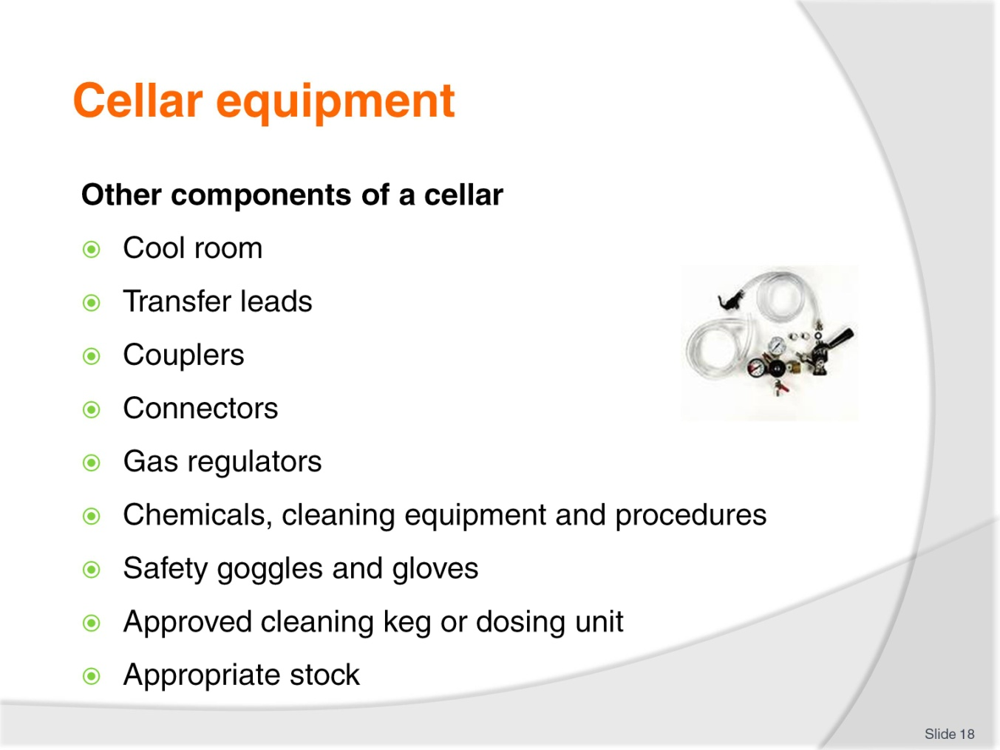 Cellar equipment
Other components of a cellar
Cool room
Transfer leads
Couplers
Connectors
Gas regulators
Chemicals, cleaning equipment and procedures
Safety goggles and gloves
Approved cleaning keg or dosing unit
Appropriate stock
Slide 18